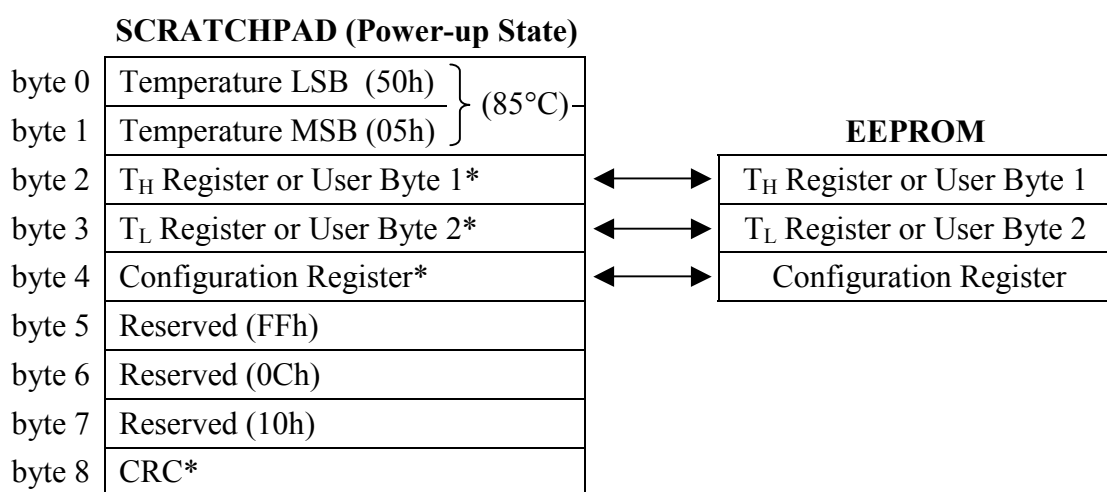 SCRATCHPAD (Power-up State)
byte 0 Temperature LSB (50h)
(85°C)
byte 1 Temperature MSB (05h)
EEPROM
byte 2 TH Register or User Byte 1* TH Register or User Byte 1
byte 3 TL Register or User Byte 2* TL Register or User Byte 2
byte 4 Configuration Register* Configuration Register
byte 5 Reserved (FFh)
byte 6 Reserved (0Ch)
byte 7 Reserved (10h)
byte 8 CRC*